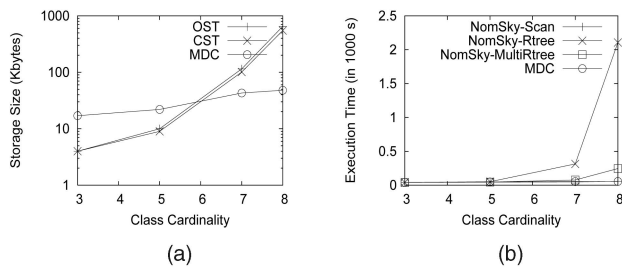 Storage Size (Kbytes)
1000
100
10
1
OST
CST
MDC
3 4 5 6 7 8
Class Cardinality
(a)
Execution Time (in 1000 s)
2.5
2
1.5
1
0.5
0
NomSky-Scan
NomSky-Rtree
NomSky-MultiRtree
MDC
3 4 5 6 7 8
Class Cardinality
(b)